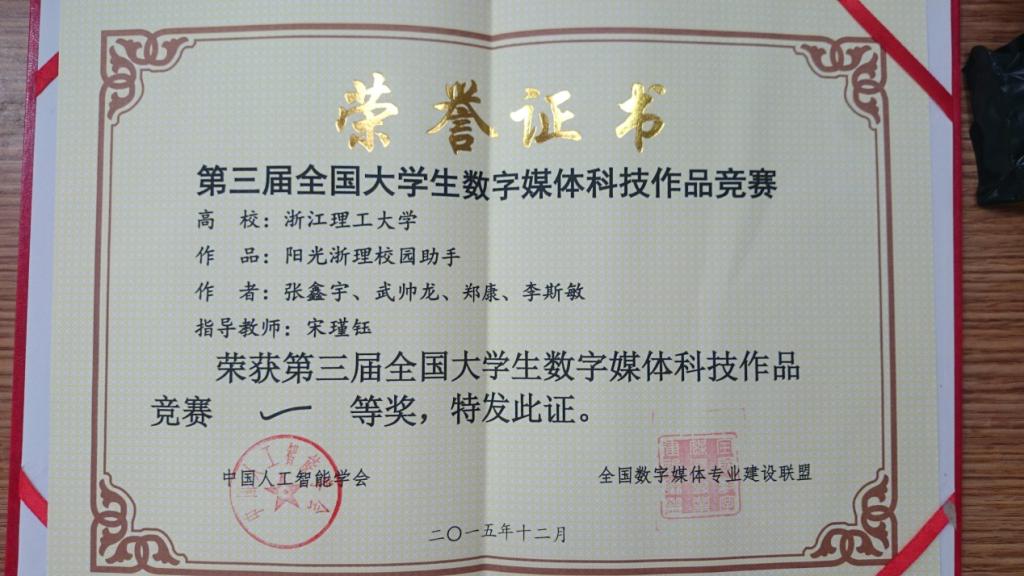 荣誉证书
第三届全国大学生数字媒体科技作品竞赛
高 校：浙江理工大学
作 品：阳光浙理校园助手
作 者：张鑫宇、武帅龙、郑康、李斯敏
指导教师：宋瑾钰
荣获第三届全国大学生数字媒体科技作品
竞赛 一 等奖，特发此证。
中国人工智能学会
全国数字媒体专业建设联盟
二〇一五年十二月